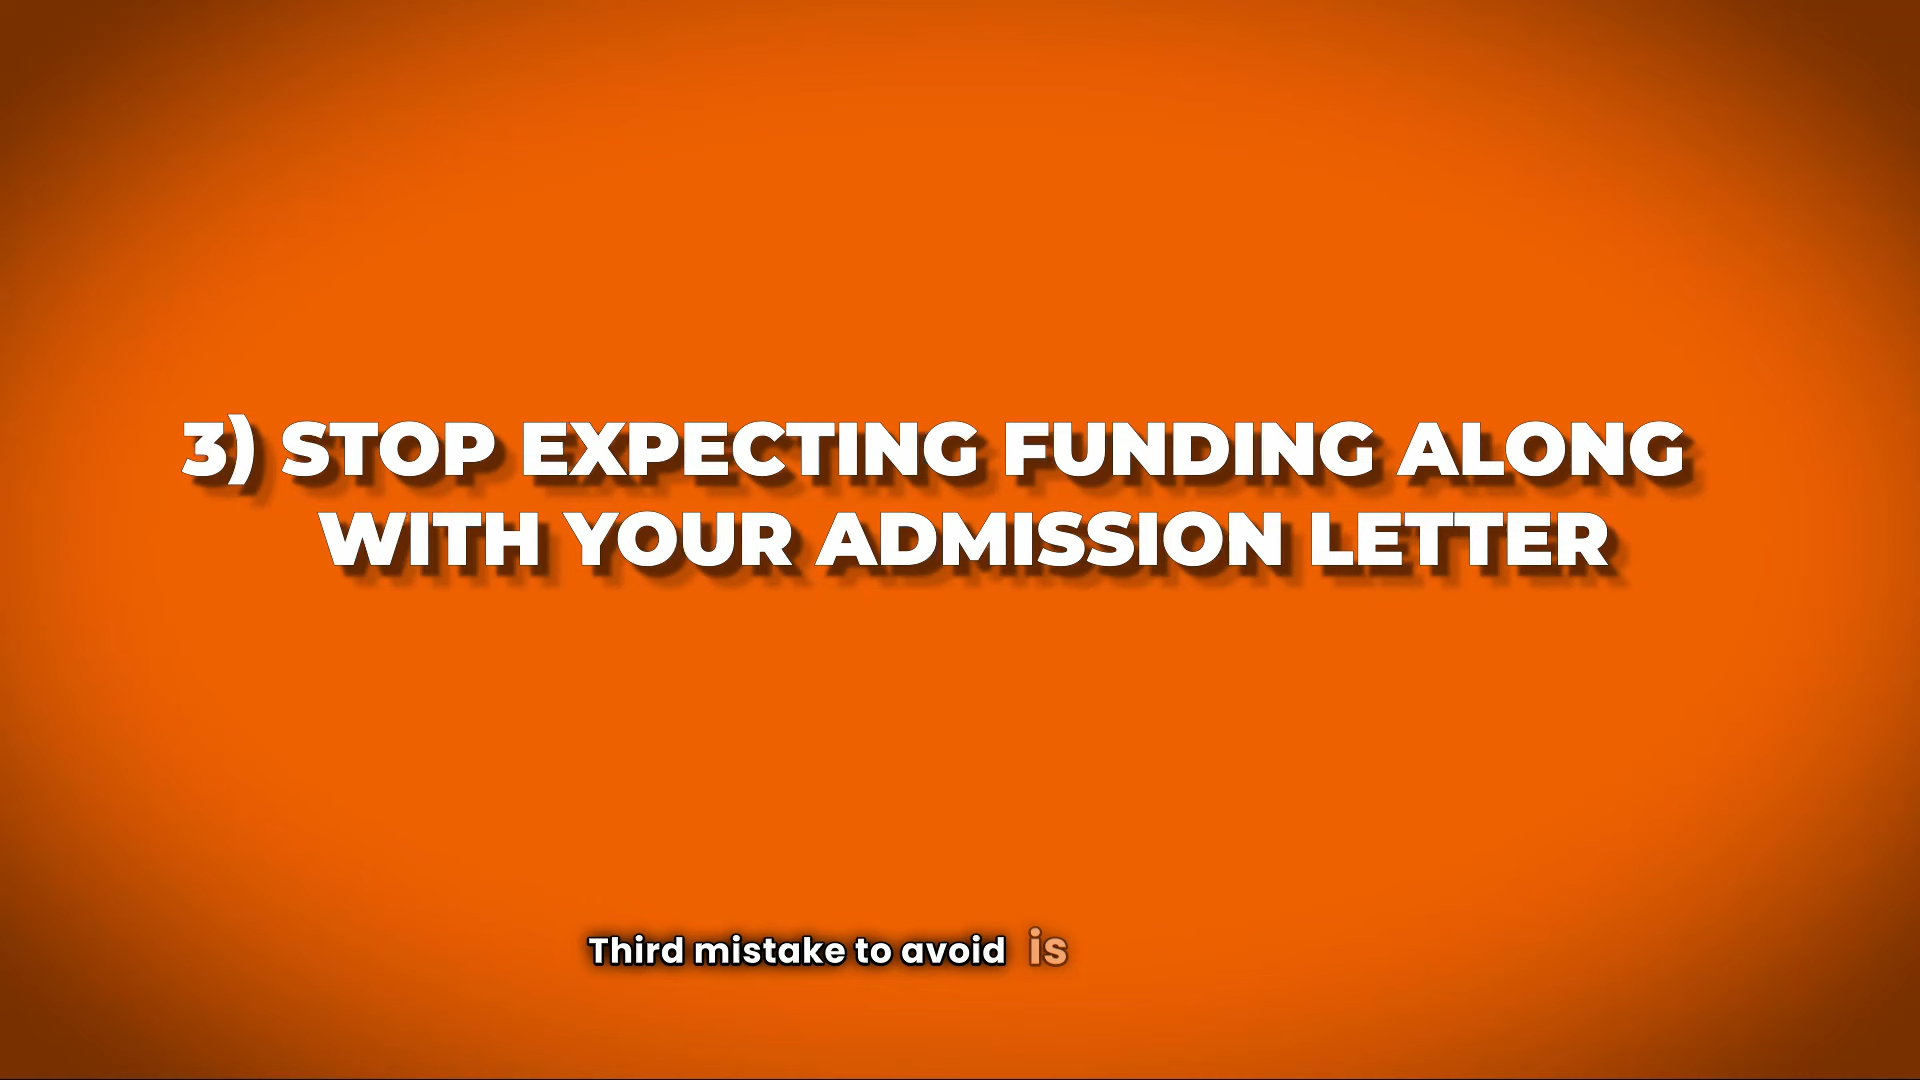 3) STOP EXPECTING FUNDING ALONG
WITH YOUR ADMISSION LETTER
Third mistake to avoid is